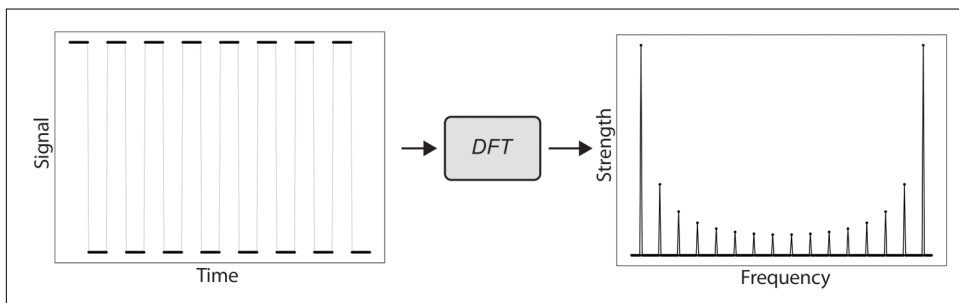 Signal
Time
DFT
Strength
Frequency